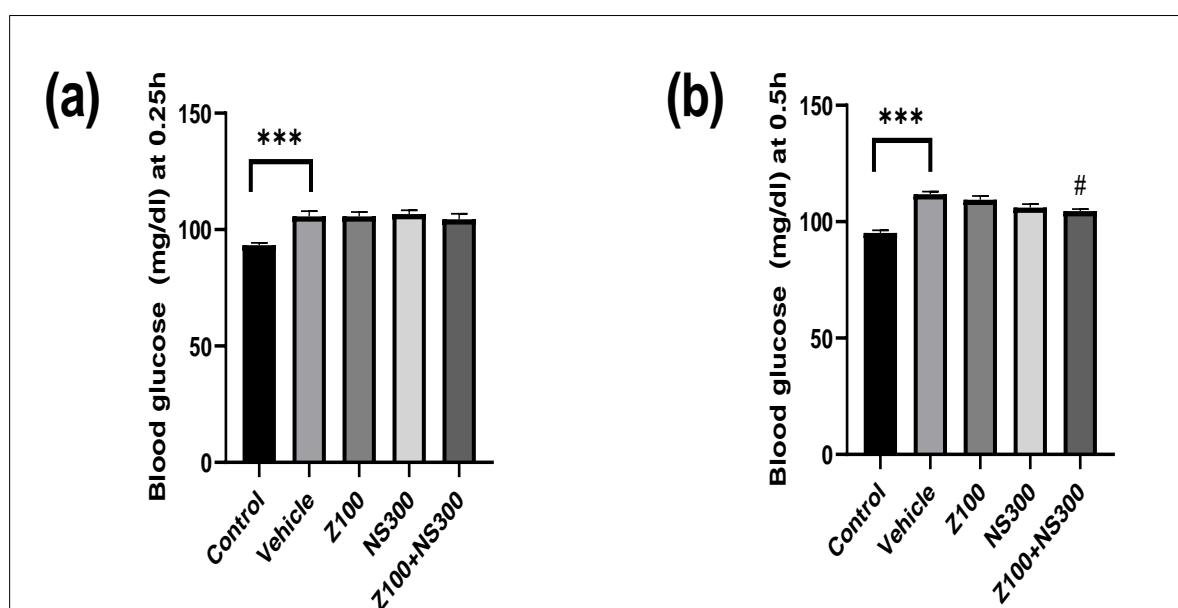 (a)
Blood glucose (mg/dl) at 0.25h
150
100
50
0
***
Control
Vehicle
Z100
NS300
Z100+NS300
(b)
Blood glucose (mg/dl) at 0.5h
150
100
50
0
***
#
Control
Vehicle
Z100
NS300
Z100+NS300